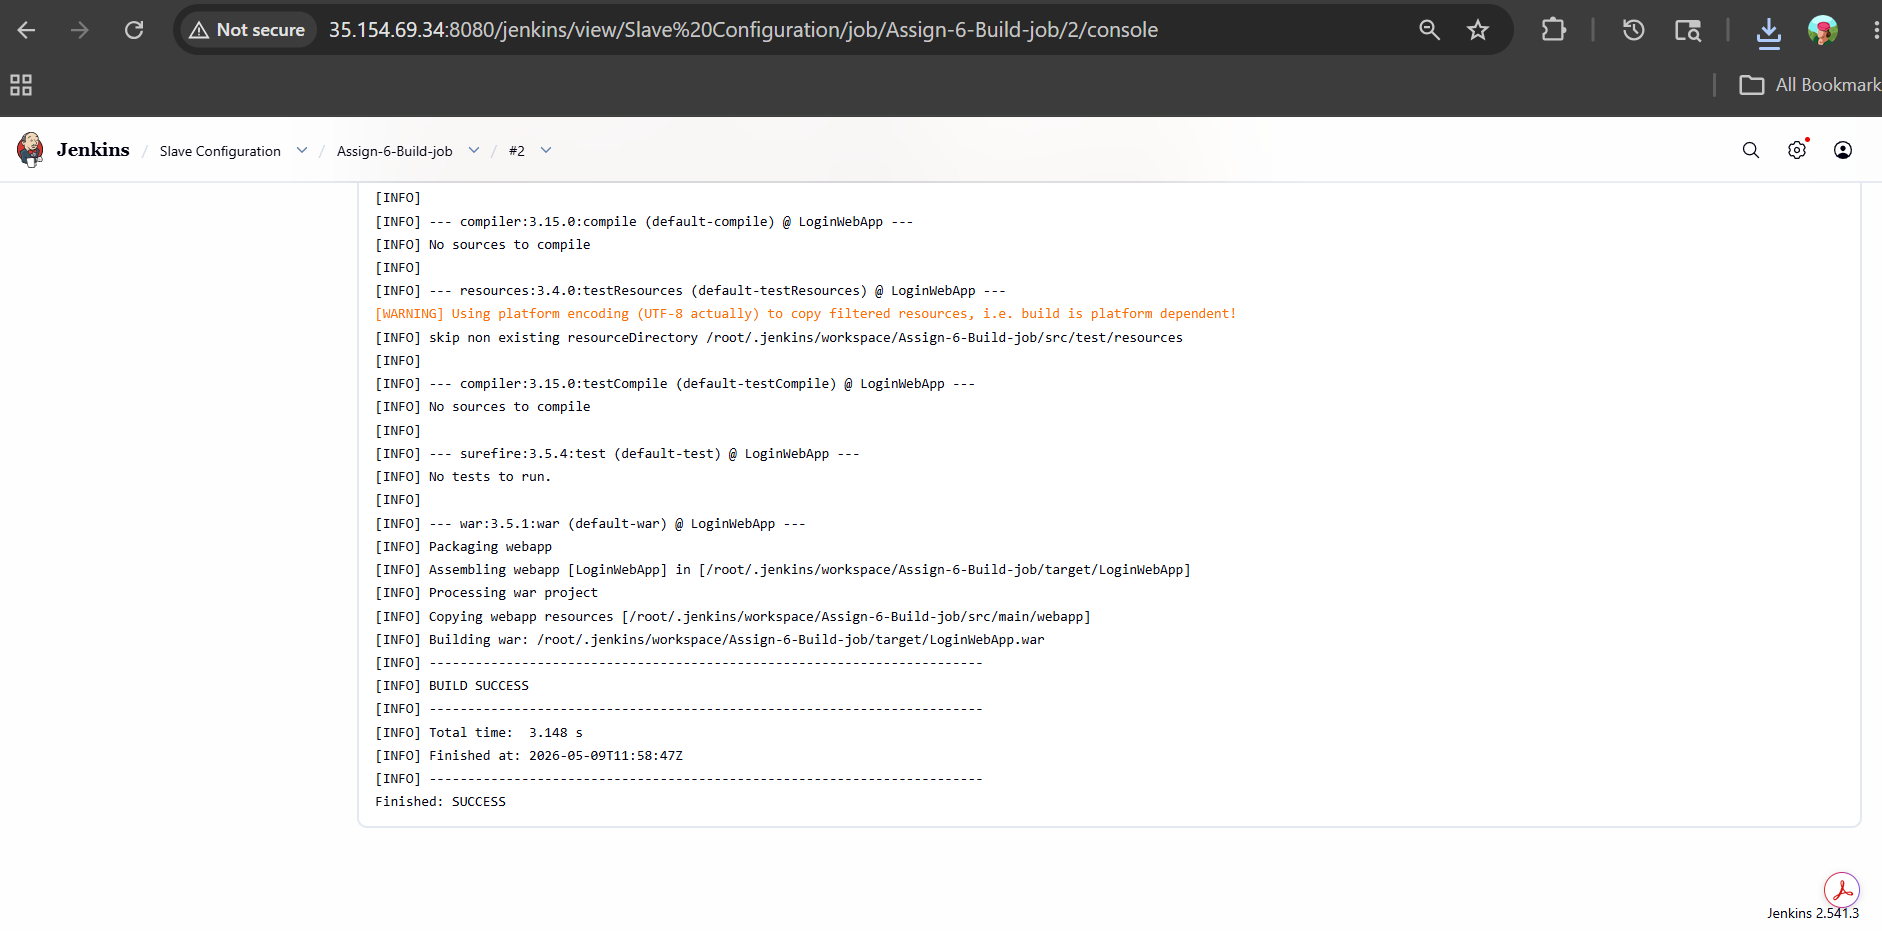 Not secure 35.154.69.34:8080/jenkins/view/Slave%20Configuration/job/Assign-6-Build-job/2/console
All Bookmark
Jenkins / Slave Configuration / Assign-6-Build-job / #2
[INFO]
[INFO] --- compiler:3.15.0:compile (default-compile) @ LoginWebApp ---
[INFO] No sources to compile
[INFO]
[INFO] --- resources:3.4.0:testResources (default-testResources) @ LoginWebApp ---
[WARNING] Using platform encoding (UTF-8 actually) to copy filtered resources, i.e. build is platform dependent!
[INFO] skip non existing resourceDirectory /root/.jenkins/workspace/Assign-6-Build-job/src/test/resources
[INFO]
[INFO] --- compiler:3.15.0:testCompile (default-testCompile) @ LoginWebApp ---
[INFO] No sources to compile
[INFO]
[INFO] --- surefire:3.5.4:test (default-test) @ LoginWebApp ---
[INFO] No tests to run.
[INFO]
[INFO] --- war:3.5.1:war (default-war) @ LoginWebApp ---
[INFO] Packaging webapp
[INFO] Assembling webapp [LoginWebApp] in [/root/.jenkins/workspace/Assign-6-Build-job/target/LoginWebApp]
[INFO] Processing war project
[INFO] Copying webapp resources [/root/.jenkins/workspace/Assign-6-Build-job/src/main/webapp]
[INFO] Building war: /root/.jenkins/workspace/Assign-6-Build-job/target/LoginWebApp.war
[INFO] ------------------------------------------------------------------------
[INFO] BUILD SUCCESS
[INFO] ------------------------------------------------------------------------
[INFO] Total time:  3.148 s
[INFO] Finished at: 2026-05-09T11:58:47Z
[INFO] ------------------------------------------------------------------------
Finished: SUCCESS
Jenkins 2.541.3